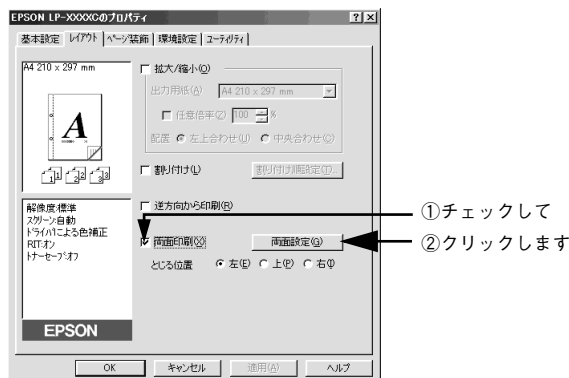 EPSON LP-XXXXCのプロパティ
基本設定 レイアウト ページ装飾 環境設定 ユーティリティ
A4 210 x 297 mm
A
1 1 2 2 3 3
拡大/縮小(O)
出力用紙(A) A4 210 x 297 mm
任意倍率(Z) 100 %
配置 左上合わせ(U) 中央合わせ(C)
割り付け(L) 割り付け順設定(T)...
逆方向から印刷(R)
両面印刷(X) 両面設定(G)
とじる位置 左(E) 上(P) 右(I)
解像度:標準
スクリーン:自動
ドライバによる色補正
RIT:オン
トナーセーブ:オフ
EPSON
OK キャンセル 適用(A) ヘルプ
①チェックして
②クリックします